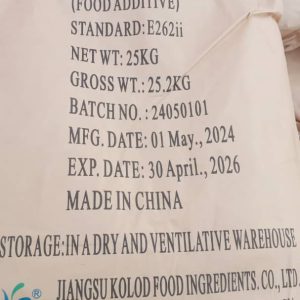 (FOOD ADDITIVE)
STANDARD:E262ii
NET WT: 25KG
GROSS WT.: 25.2KG
BATCH NO. : 24050101
MFG. DATE: 01 May., 2024
EXP. DATE: 30 April., 2026
MADE IN CHINA
STORAGE:IN A DRY AND VENTILATIVE WAREHOUSE
JIANGSU KOLOD FOOD INGREDIENTS. CO., LTD